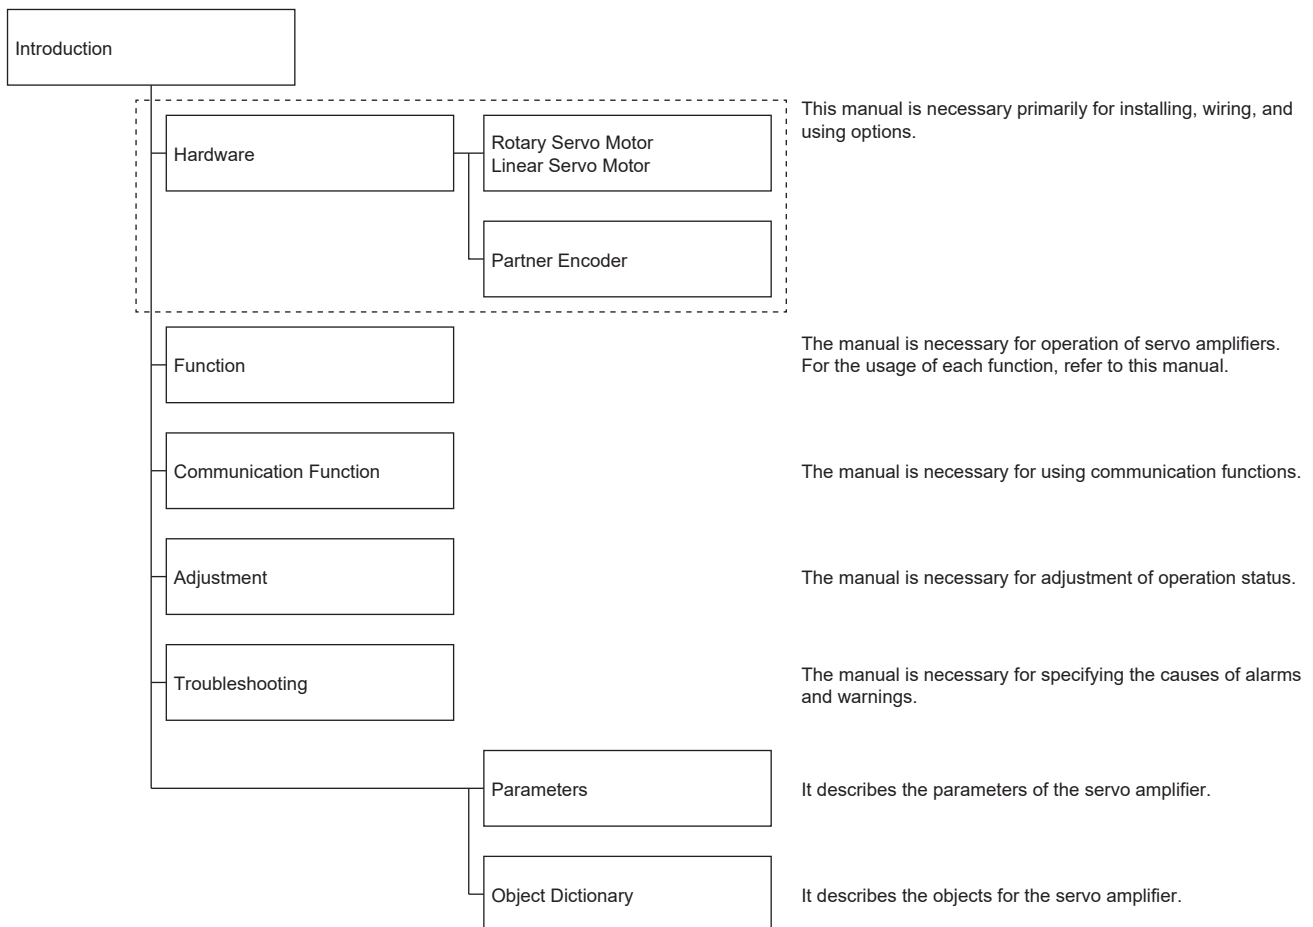 Introduction
This manual is necessary primarily for installing, wiring, and
using options.
Hardware
Rotary Servo Motor
Linear Servo Motor
Partner Encoder
Function
The manual is necessary for operation of servo amplifiers.
For the usage of each function, refer to this manual.
Communication Function
The manual is necessary for using communication functions.
Adjustment
The manual is necessary for adjustment of operation status.
Troubleshooting
The manual is necessary for specifying the causes of alarms
and warnings.
Parameters
It describes the parameters of the servo amplifier.
Object Dictionary
It describes the objects for the servo amplifier.